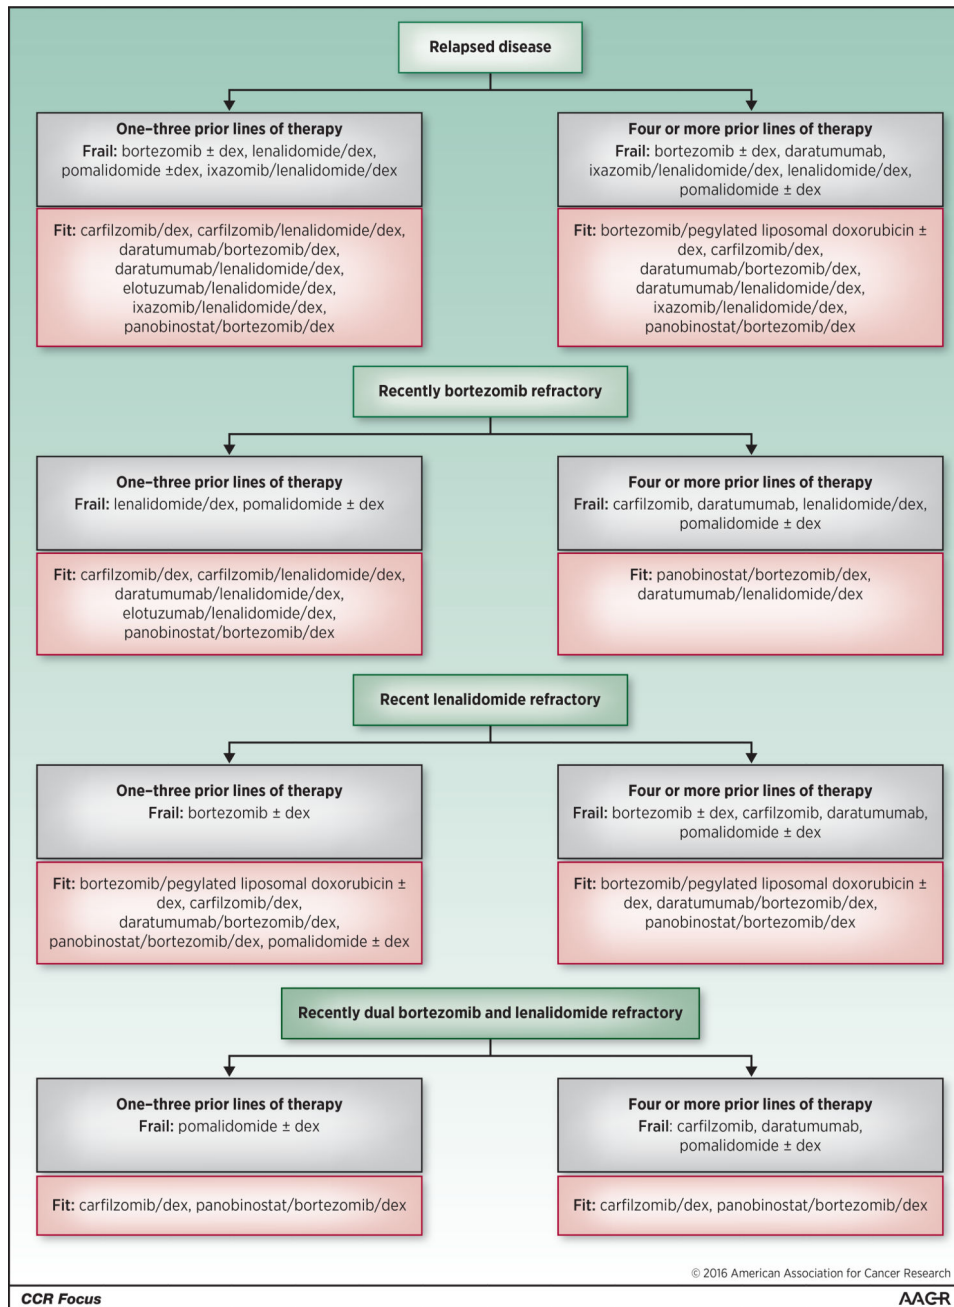 Relapsed disease
One–three prior lines of therapy
Frail: bortezomib ± dex, lenalidomide/dex,
pomalidomide ±dex, ixazomib/lenalidomide/dex
Fit: carfilzomib/dex, carfilzomib/lenalidomide/dex,
daratumumab/bortezomib/dex,
daratumumab/lenalidomide/dex,
elotuzumab/lenalidomide/dex,
ixazomib/lenalidomide/dex,
panobinostat/bortezomib/dex
Four or more prior lines of therapy
Frail: bortezomib ± dex, daratumumab,
ixazomib/lenalidomide/dex, lenalidomide/dex,
pomalidomide ± dex
Fit: bortezomib/pegylated liposomal doxorubicin ±
dex, carfilzomib/dex,
daratumumab/bortezomib/dex,
daratumumab/lenalidomide/dex,
ixazomib/lenalidomide/dex,
panobinostat/bortezomib/dex
Recently bortezomib refractory
One–three prior lines of therapy
Frail: lenalidomide/dex, pomalidomide ± dex
Fit: carfilzomib/dex, carfilzomib/lenalidomide/dex,
daratumumab/lenalidomide/dex,
elotuzumab/lenalidomide/dex,
panobinostat/bortezomib/dex
Four or more prior lines of therapy
Frail: carfilzomib, daratumumab, lenalidomide/dex,
pomalidomide ± dex
Fit: panobinostat/bortezomib/dex,
daratumumab/lenalidomide/dex
Recent lenalidomide refractory
One–three prior lines of therapy
Frail: bortezomib ± dex
Fit: bortezomib/pegylated liposomal doxorubicin ±
dex, carfilzomib/dex,
daratumumab/bortezomib/dex,
panobinostat/bortezomib/dex, pomalidomide ± dex
Four or more prior lines of therapy
Frail: bortezomib ± dex, carfilzomib, daratumumab,
pomalidomide ± dex
Fit: bortezomib/pegylated liposomal doxorubicin ±
dex, daratumumab/bortezomib/dex,
panobinostat/bortezomib/dex
Recently dual bortezomib and lenalidomide refractory
One–three prior lines of therapy
Frail: pomalidomide ± dex
Fit: carfilzomib/dex, panobinostat/bortezomib/dex
Four or more prior lines of therapy
Frail: carfilzomib, daratumumab,
pomalidomide ± dex
Fit: carfilzomib/dex, panobinostat/bortezomib/dex
© 2016 American Association for Cancer Research
CCR Focus
AACR